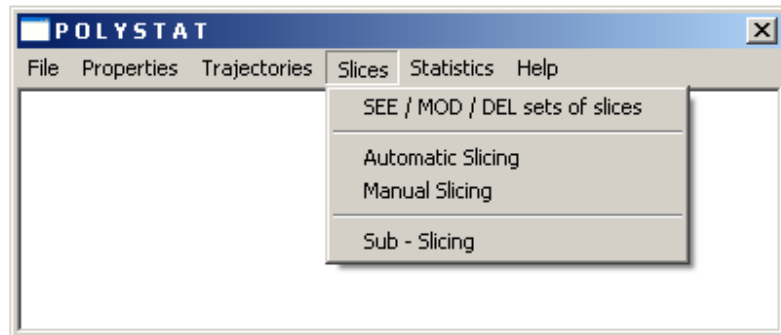 POLYSTAT
File Properties Trajectories Slices Statistics Help
SEE / MOD / DEL sets of slices
Automatic Slicing
Manual Slicing
Sub - Slicing